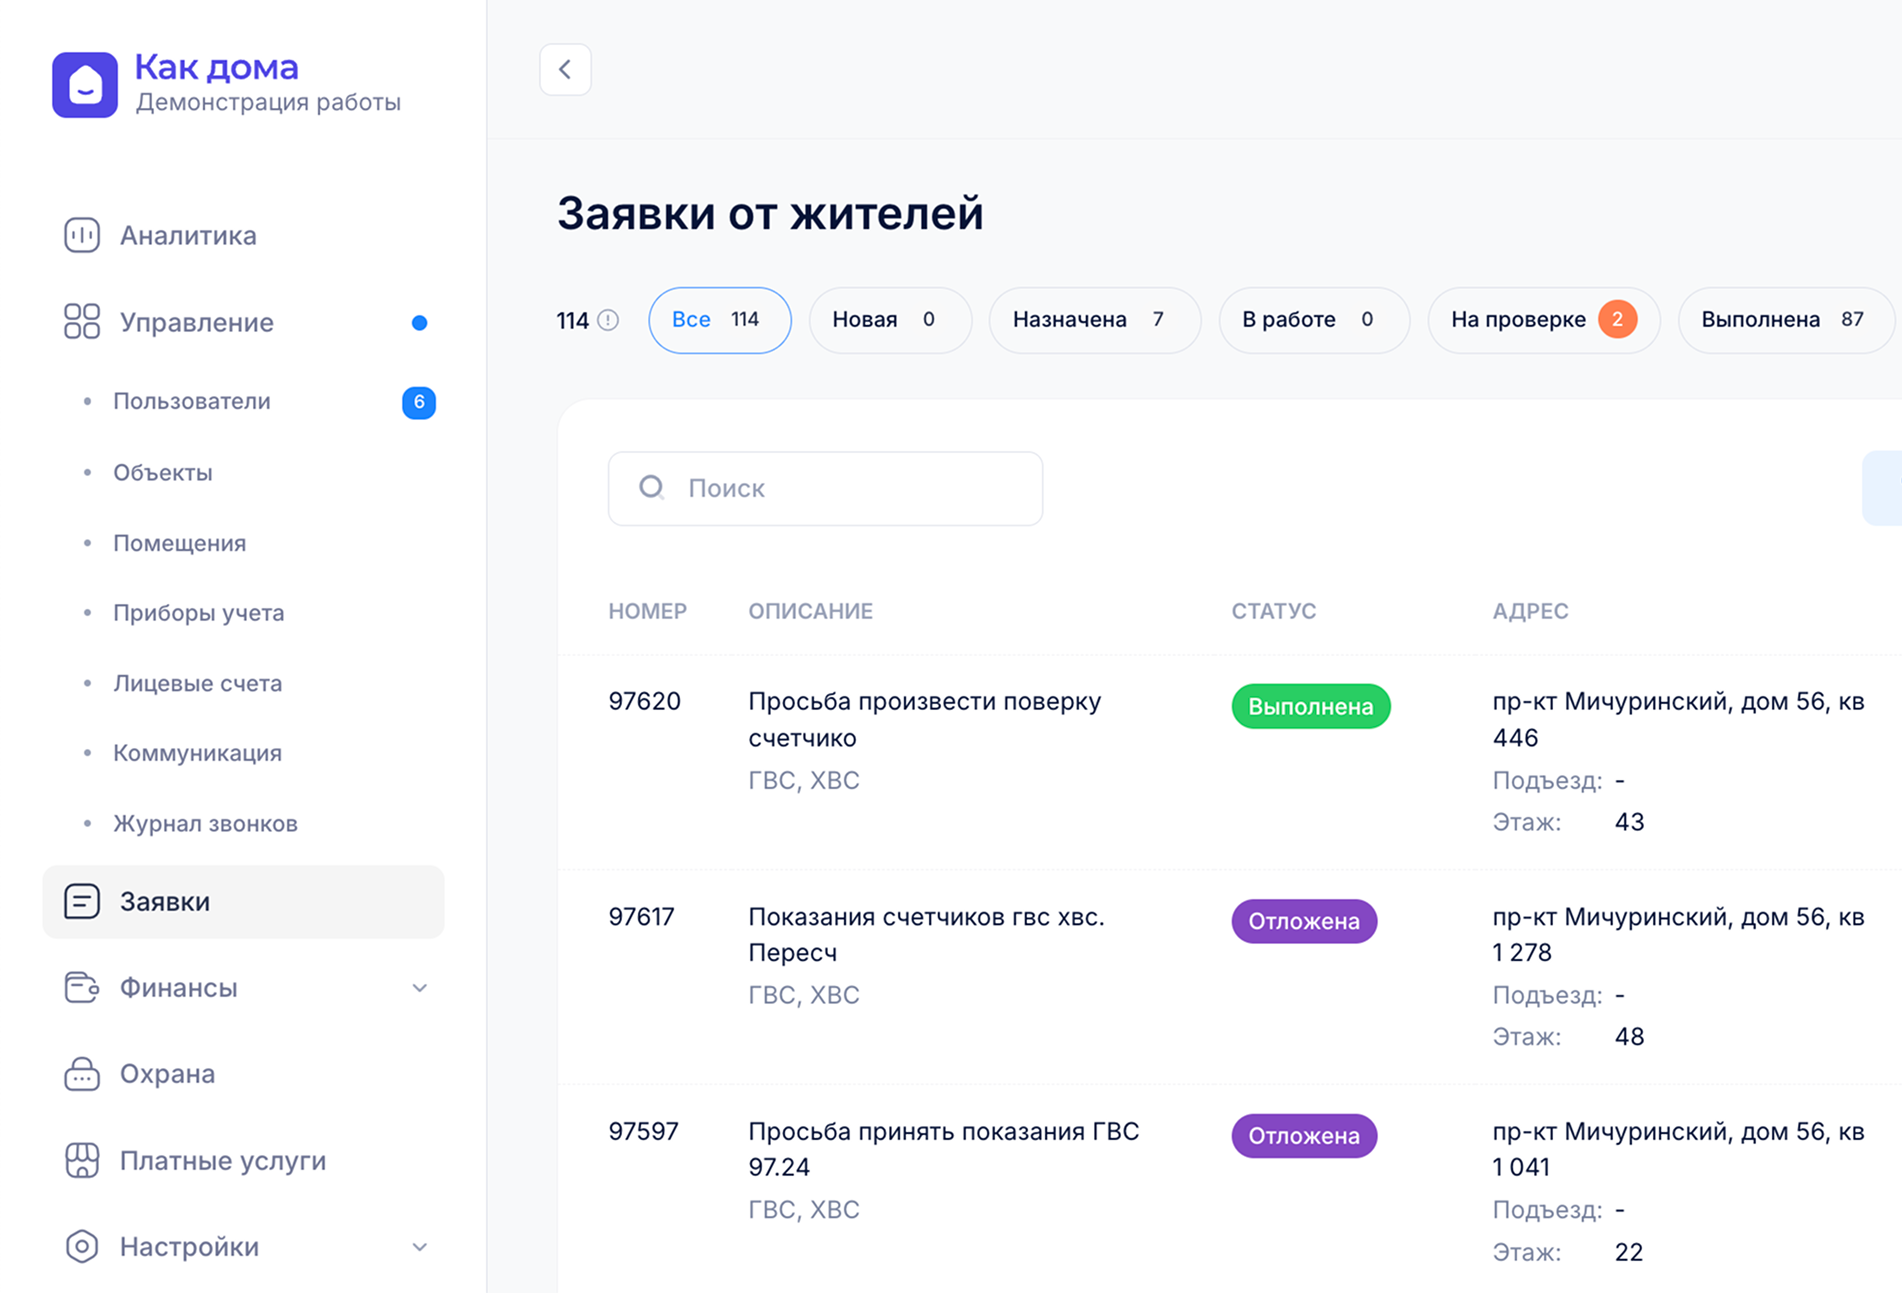 Как дома
Демонстрация работы
Аналитика
Управление
Пользователи 6
Объекты
Помещения
Приборы учета
Лицевые счета
Коммуникация
Журнал звонков
Заявки
Финансы
Охрана
Платные услуги
Настройки
Заявки от жителей
114 Все 114 Новая 0 Назначена 7 В работе 0 На проверке 2 Выполнена 87
Поиск
НОМЕР ОПИСАНИЕ СТАТУС АДРЕС
97620 Просьба произвести поверку Выполнена пр-кт Мичуринский, дом 56, кв
счетчико 446
ГВС, ХВС Подъезд: -
Этаж: 43
97617 Показания счетчиков гвс хвс. Отложена пр-кт Мичуринский, дом 56, кв
Пересч 1 278
ГВС, ХВС Подъезд: -
Этаж: 48
97597 Просьба принять показания ГВС Отложена пр-кт Мичуринский, дом 56, кв
97.24 1 041
ГВС, ХВС Подъезд: -
Этаж: 22